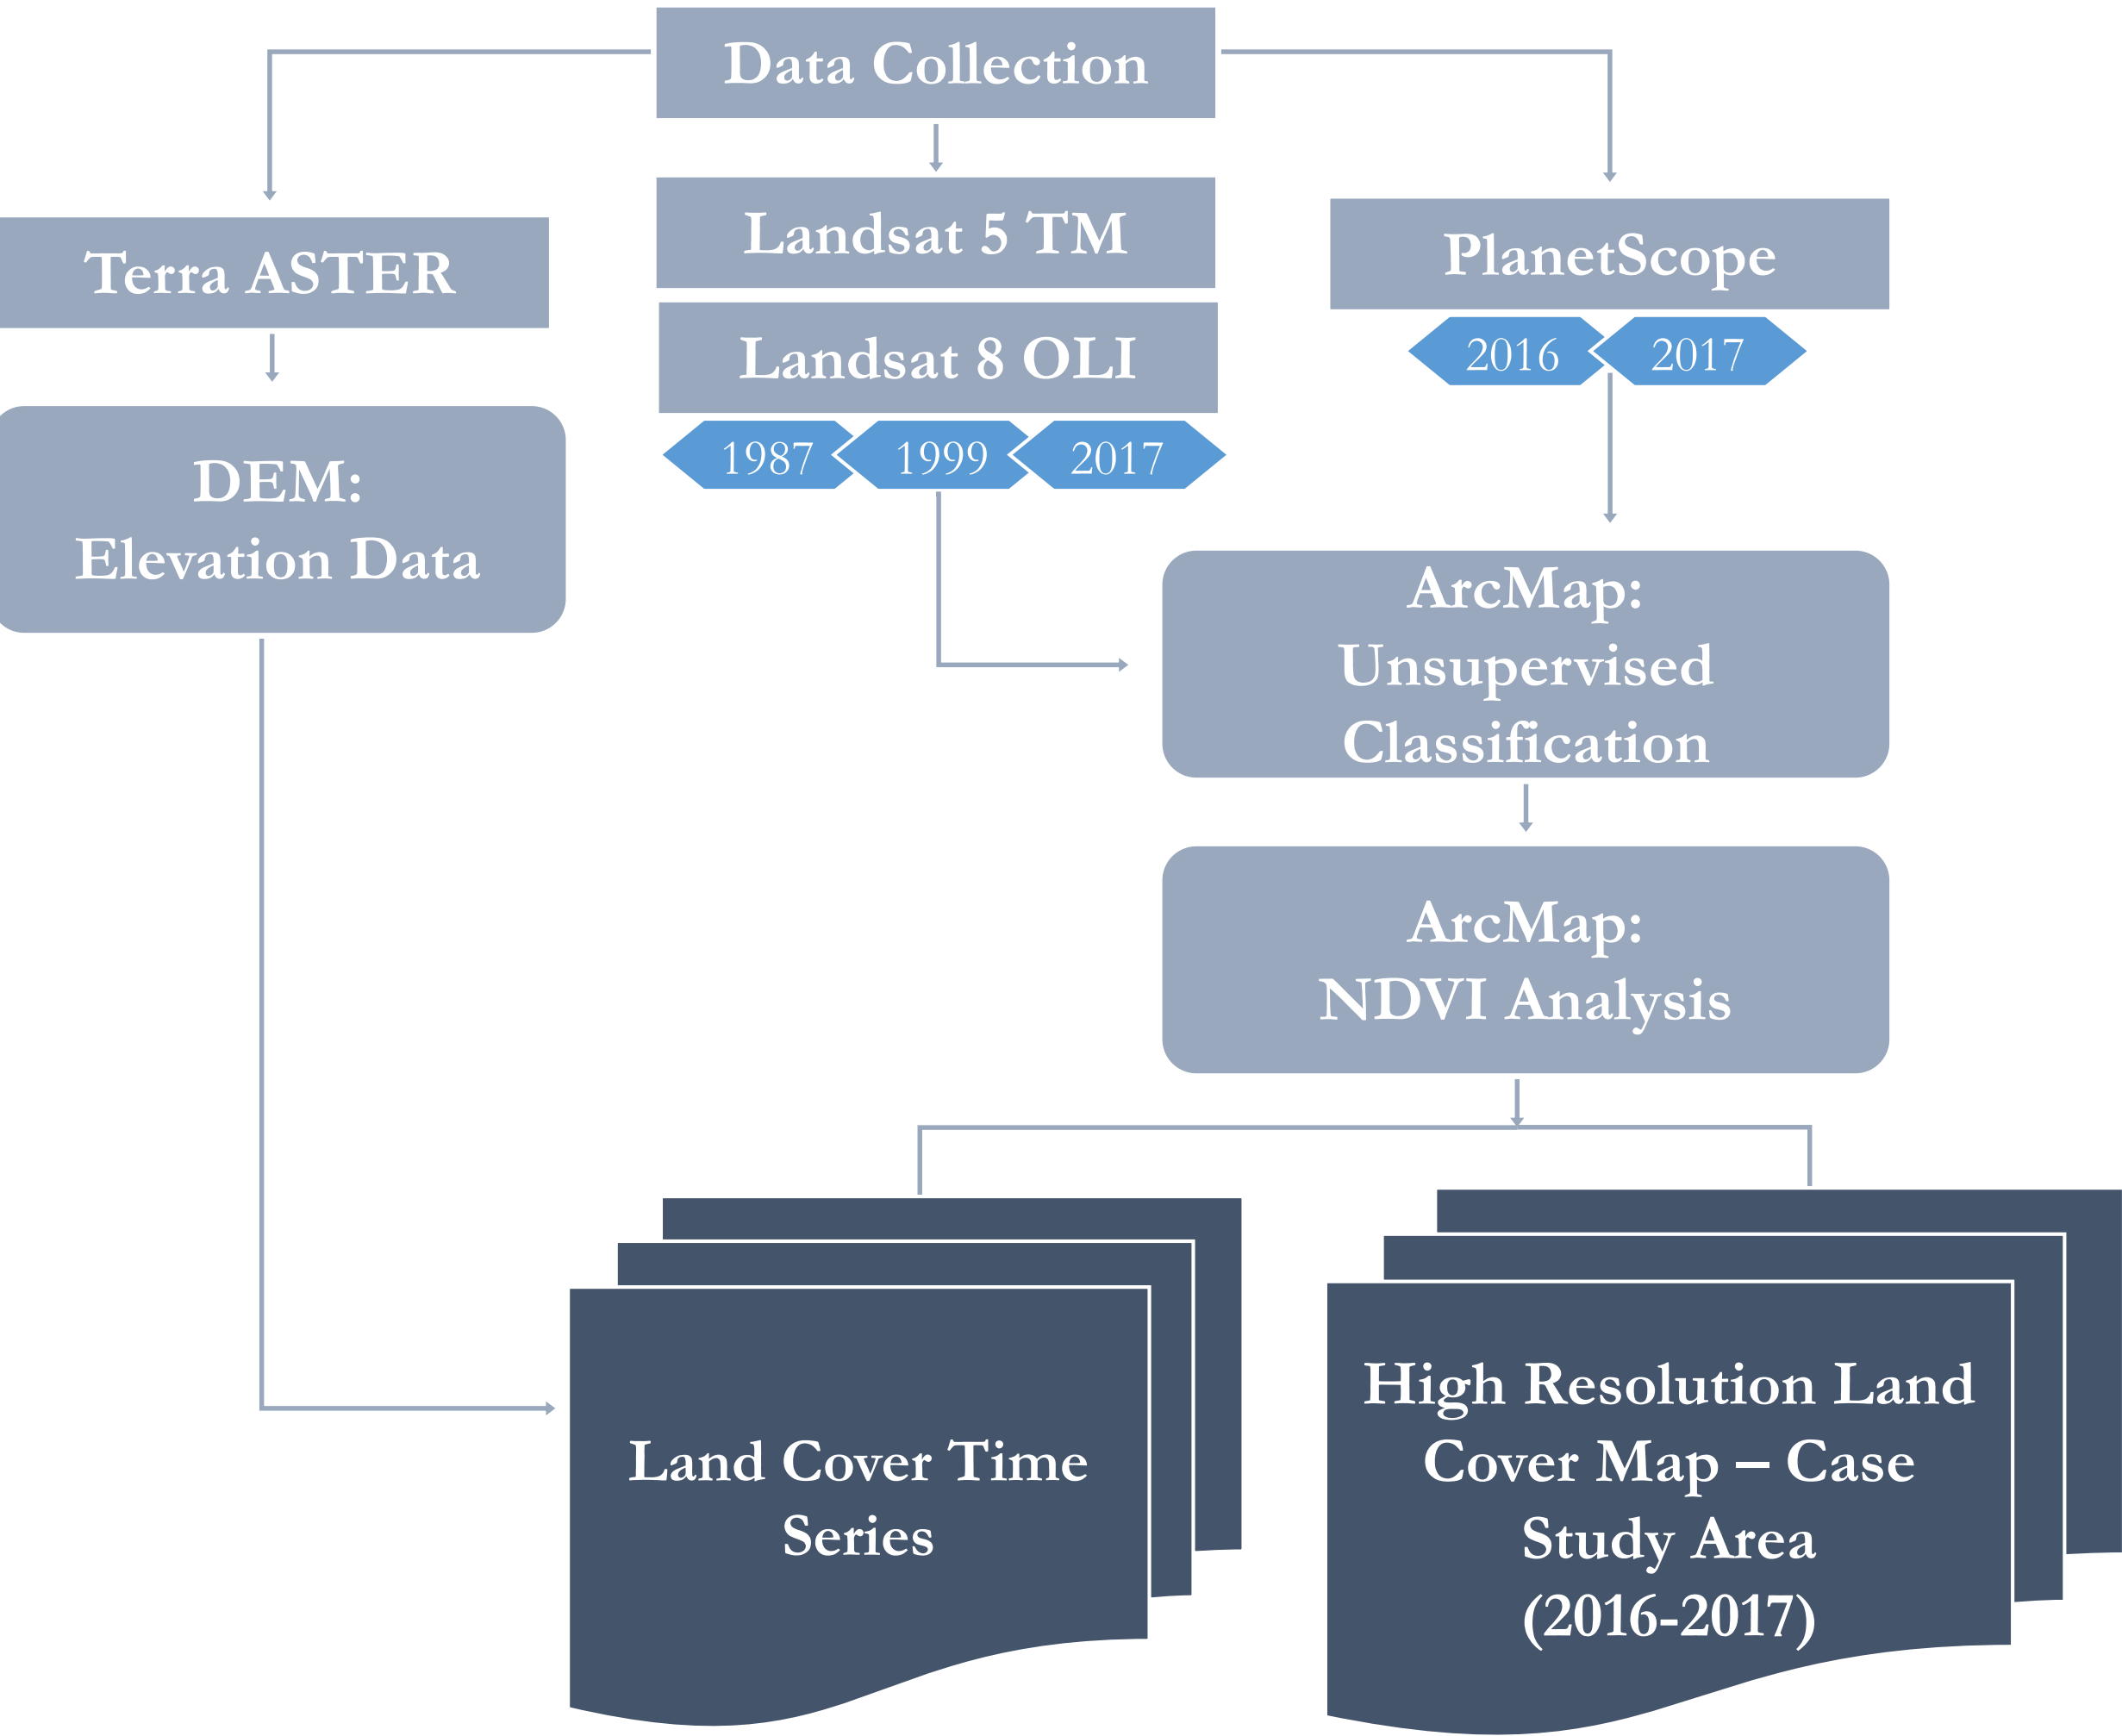 Data Collection
Terra ASTER
Landsat 5 TM
PlanetScope
Landsat 8 OLI
2016
2017
1987
1999
2017
DEM:
Elevation Data
ArcMap:
Unupervised
Classification
ArcMap:
NDVI Analysis
Land Cover Time
Series
High Resolution Land
Cover Map – Case
Study Area
(2016-2017)